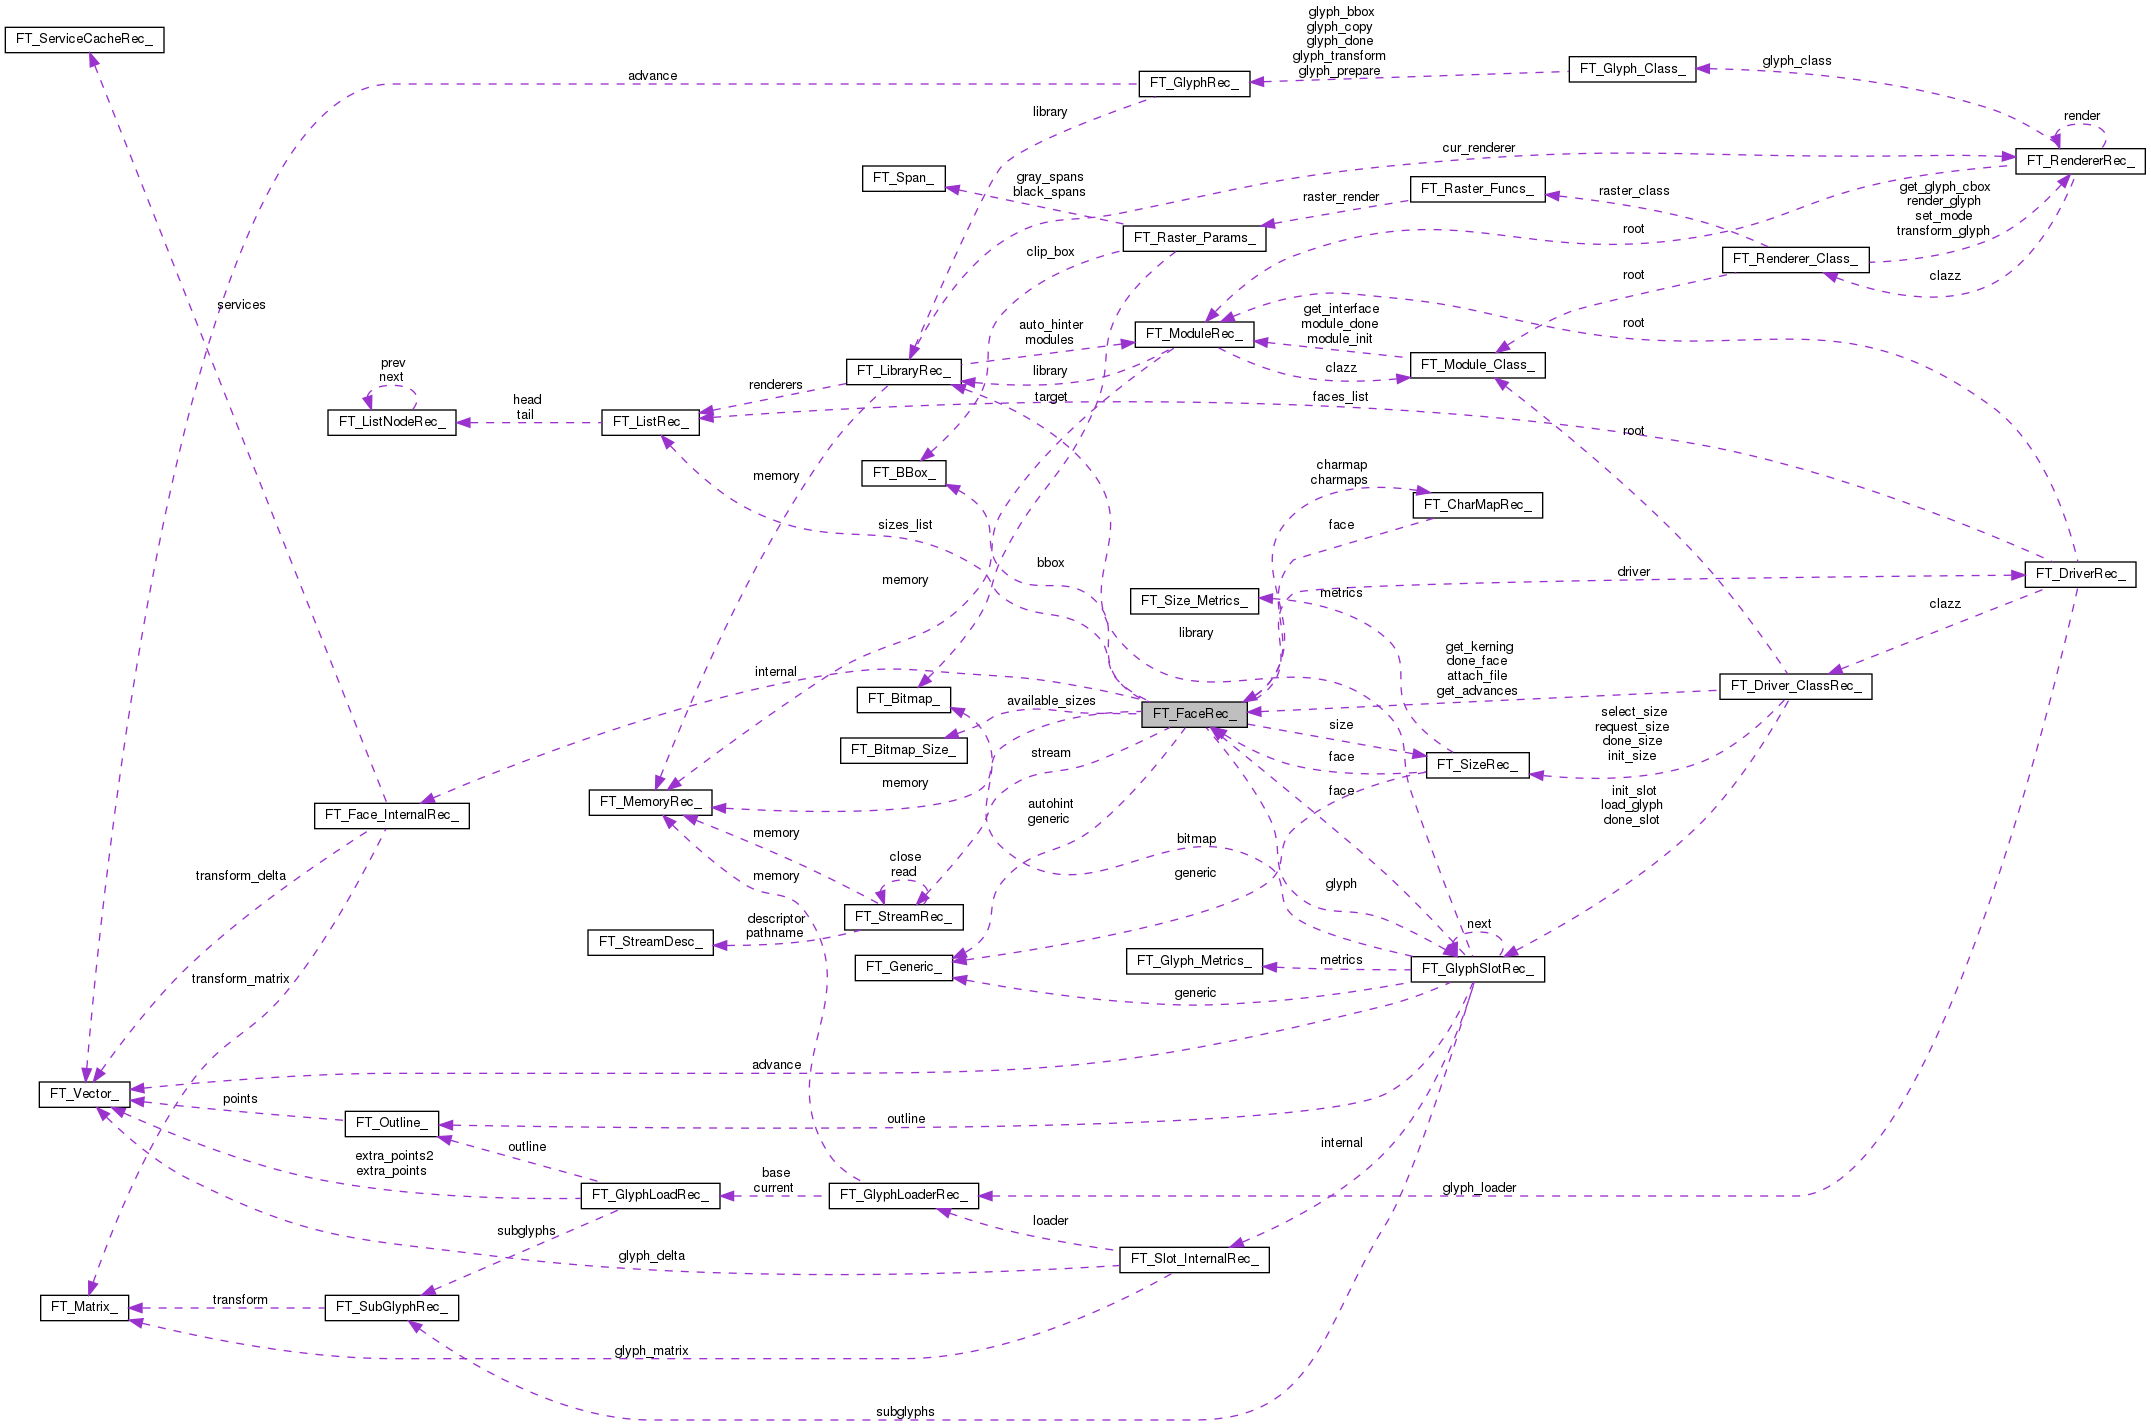 glyph_bbox
glyph_copy
glyph_done
glyph_transform
glyph_prepare
FT_ServiceCacheRec_
advance
FT_GlyphRec_
FT_Glyph_Class_
glyph_class
library
render
cur_renderer
FT_RendererRec_
FT_Span_
gray_spans
black_spans
FT_Raster_Funcs_
raster_class
raster_render
get_glyph_cbox
render_glyph
set_mode
transform_glyph
FT_Raster_Params_
root
clip_box
FT_Renderer_Class_
root
clazz
services
get_interface
module_done
module_init
auto_hinter
modules
FT_ModuleRec_
root
FT_Module_Class_
prev
next
FT_LibraryRec_
library
clazz
renderers
head
tail
target
faces_list
FT_ListNodeRec_
FT_ListRec_
root
FT_BBox_
memory
charmap
charmaps
FT_CharMapRec_
sizes_list
face
bbox
memory
driver
FT_DriverRec_
FT_Size_Metrics_
metrics
clazz
library
get_kerning
done_face
attach_file
get_advances
internal
FT_Bitmap_
available_sizes
FT_FaceRec_
FT_Driver_ClassRec_
select_size
request_size
done_size
init_size
size
FT_Bitmap_Size_
stream
face
FT_SizeRec_
memory
face
FT_MemoryRec_
init_slot
load_glyph
done_slot
FT_Face_InternalRec_
autohint
generic
memory
bitmap
close
read
transform_delta
memory
generic
glyph
FT_StreamRec_
descriptor
pathname
FT_StreamDesc_
next
FT_Generic_
FT_Glyph_Metrics_
metrics
FT_GlyphSlotRec_
transform_matrix
generic
advance
FT_Vector_
points
FT_Outline_
outline
outline
internal
extra_points2
extra_points
base
current
FT_GlyphLoadRec_
FT_GlyphLoaderRec_
glyph_loader
subglyphs
loader
glyph_delta
FT_Slot_InternalRec_
FT_Matrix_
transform
FT_SubGlyphRec_
glyph_matrix
subglyphs